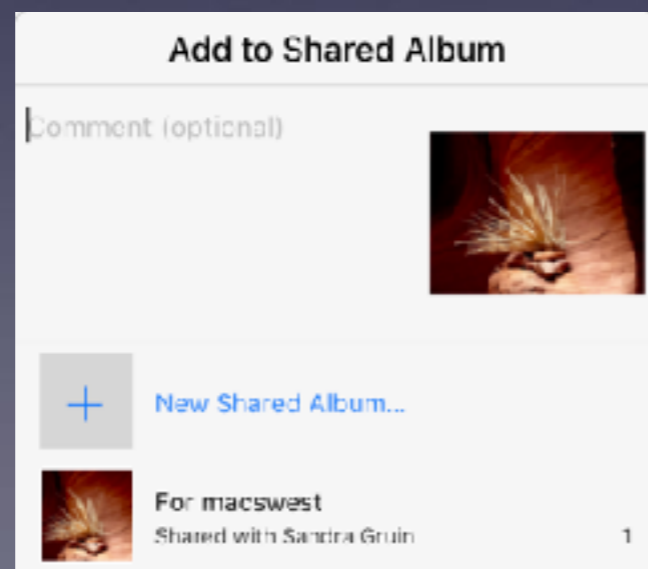 Add to Shared Album
Comment (optional)
New Shared Album...
For macswest
Shared with Sandra Gruin
1